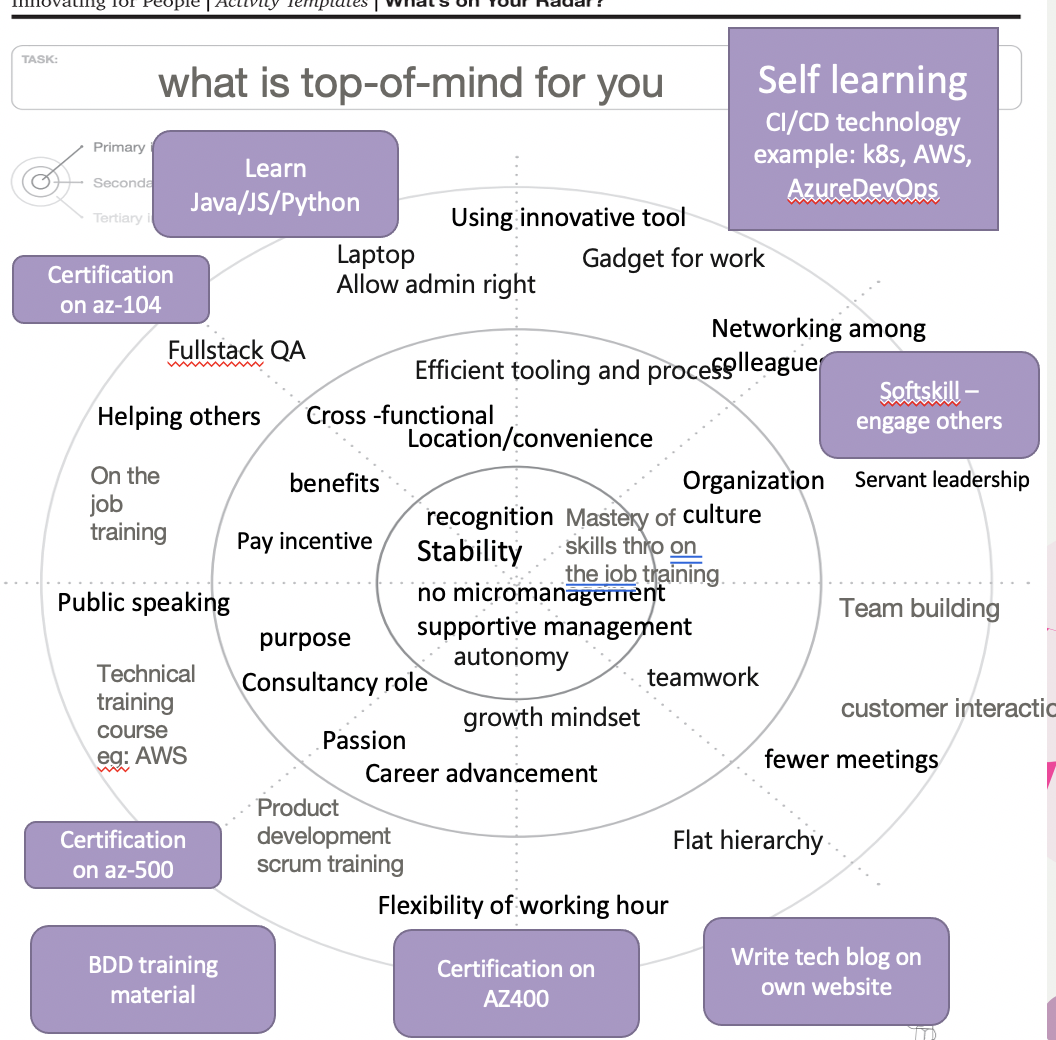 Innovating for People | Activity Templates | What's on Your Radar?
TASK:
what is top-of-mind for you
Self learning
CI/CD technology
example: k8s, AWS,
AzureDevOps
Primary
Learn
Java/JS/Python
Tertiary
Using innovative tool
Laptop
Allow admin right
Gadget for work
Certification
on az-104
Networking among
Fullstack QA
Efficient tooling and process
Softskill –
engage others
Helping others
Cross -functional
Location/convenience
On the
job
training
benefits
Organization
culture
Servant leadership
recognition
Mastery of
skills thro on
the job training
Pay incentive
Stability
no micromanagement
Public speaking
Team building
supportive management
purpose
autonomy
Technical
training
course
eg: AWS
Consultancy role
teamwork
growth mindset
customer
Passion
fewer meetings
Career advancement
Product
development
scrum training
Certification
on az-500
Flat hierarchy
Flexibility of working hour
BDD training
material
Certification on
AZ400
Write tech blog on
own website